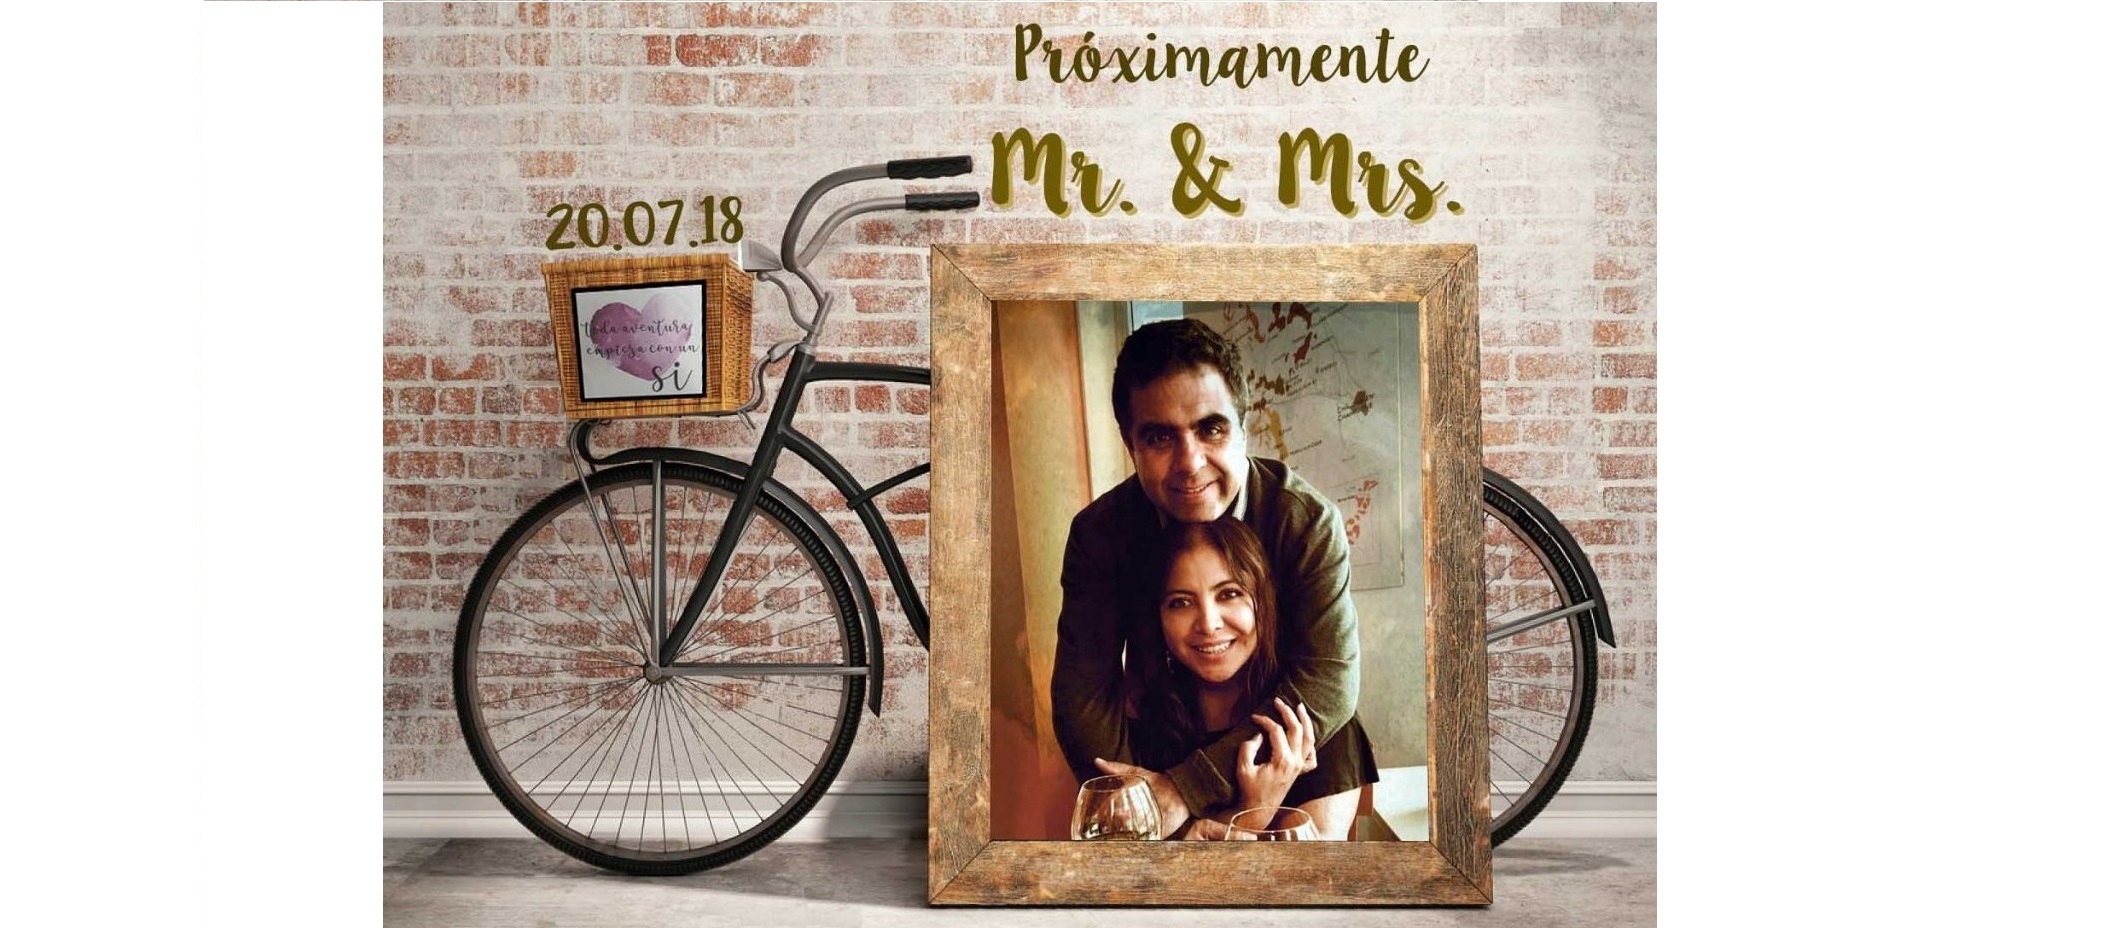 Próximamente
Mr. & Mrs.
20.07.18
toda aventura
empieza con un
si